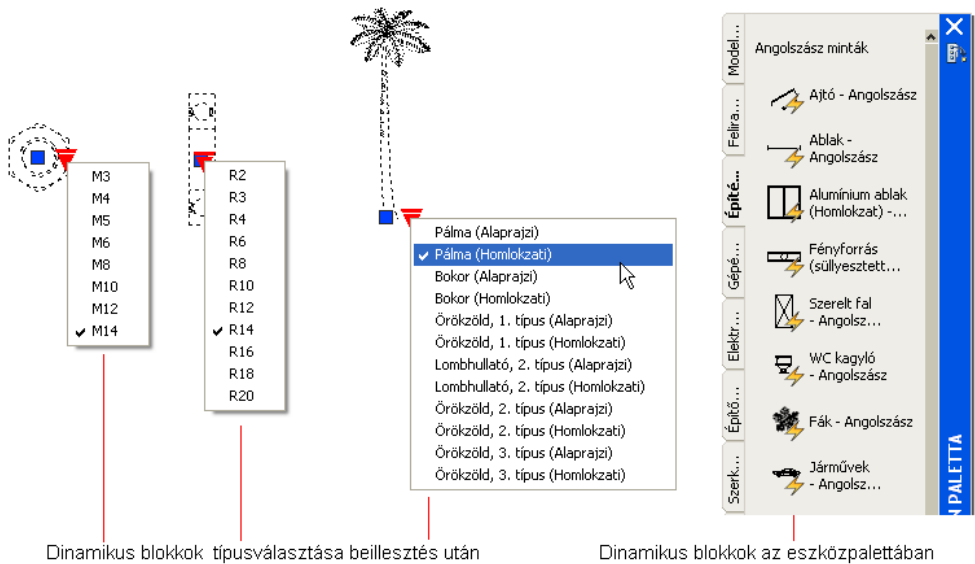 M3
M4
M5
M6
M8
M10
M12
M14
R2
R3
R4
R6
R8
R10
R12
R14
R16
R18
R20
Pálma (Alaprajzi)
Pálma (Homlokzati)
Bokor (Alaprajzi)
Bokor (Homlokzati)
Örökzöld, 1. típus (Alaprajzi)
Örökzöld, 1. típus (Homlokzati)
Lombhullató, 2. típus (Alaprajzi)
Lombhullató, 2. típus (Homlokzati)
Örökzöld, 2. típus (Alaprajzi)
Örökzöld, 2. típus (Homlokzati)
Örökzöld, 3. típus (Alaprajzi)
Örökzöld, 3. típus (Homlokzati)
Model...
Felira...
Építé...
Gépé...
Elektr...
Építő...
Szerk...
Angolszász minták
Ajtó - Angolszász
Ablak -
Angolszász
Alumínium ablak
(Homlokzat) -...
Fényforrás
(süllyesztett...
Szerelt fal
- Angolsz...
WC kagyló
- Angolszász
Fák - Angolszász
Járművek
- Angolsz...
N PALETTA
Dinamikus blokkok típusválasztása beillesztés után
Dinamikus blokkok az eszközpalettában